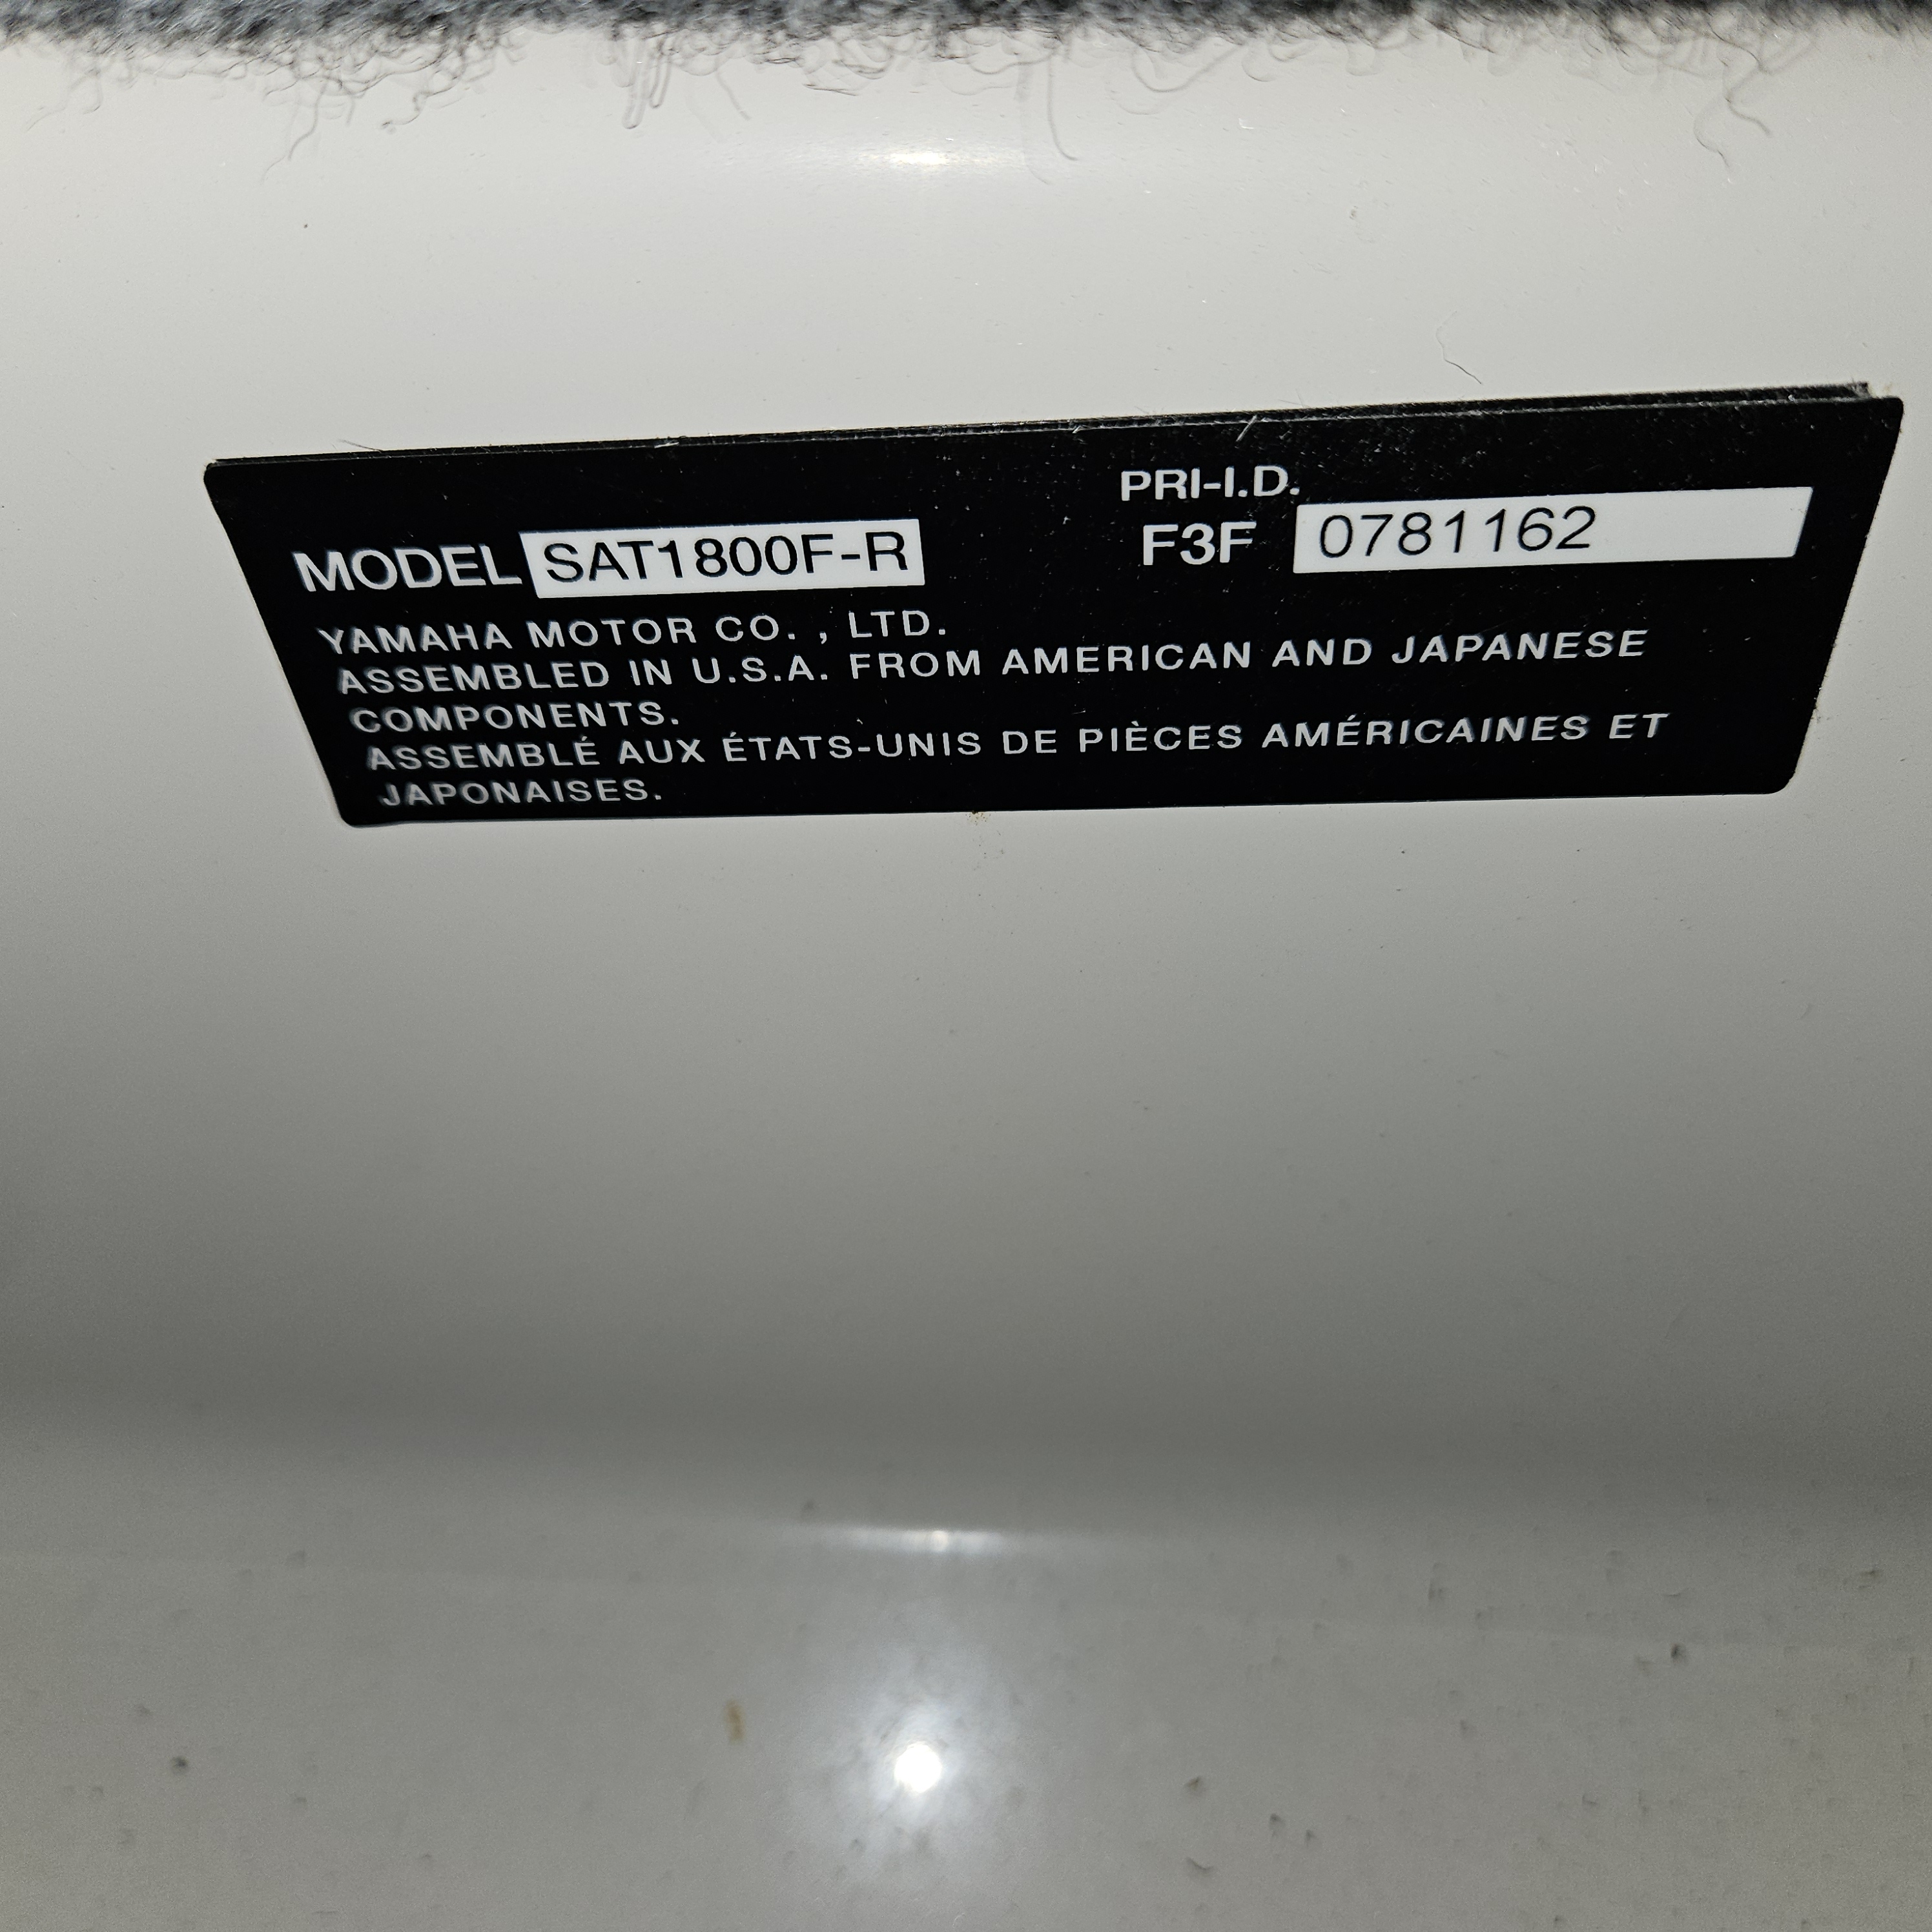 PRI-I.D.
MODEL SAT1800F-R F3F 0781162
YAMAHA MOTOR CO. , LTD.
ASSEMBLED IN U.S.A. FROM AMERICAN AND JAPANESE
COMPONENTS.
ASSEMBLÉ AUX ÉTATS-UNIS DE PIÈCES AMÉRICAINES ET
JAPONAISES.